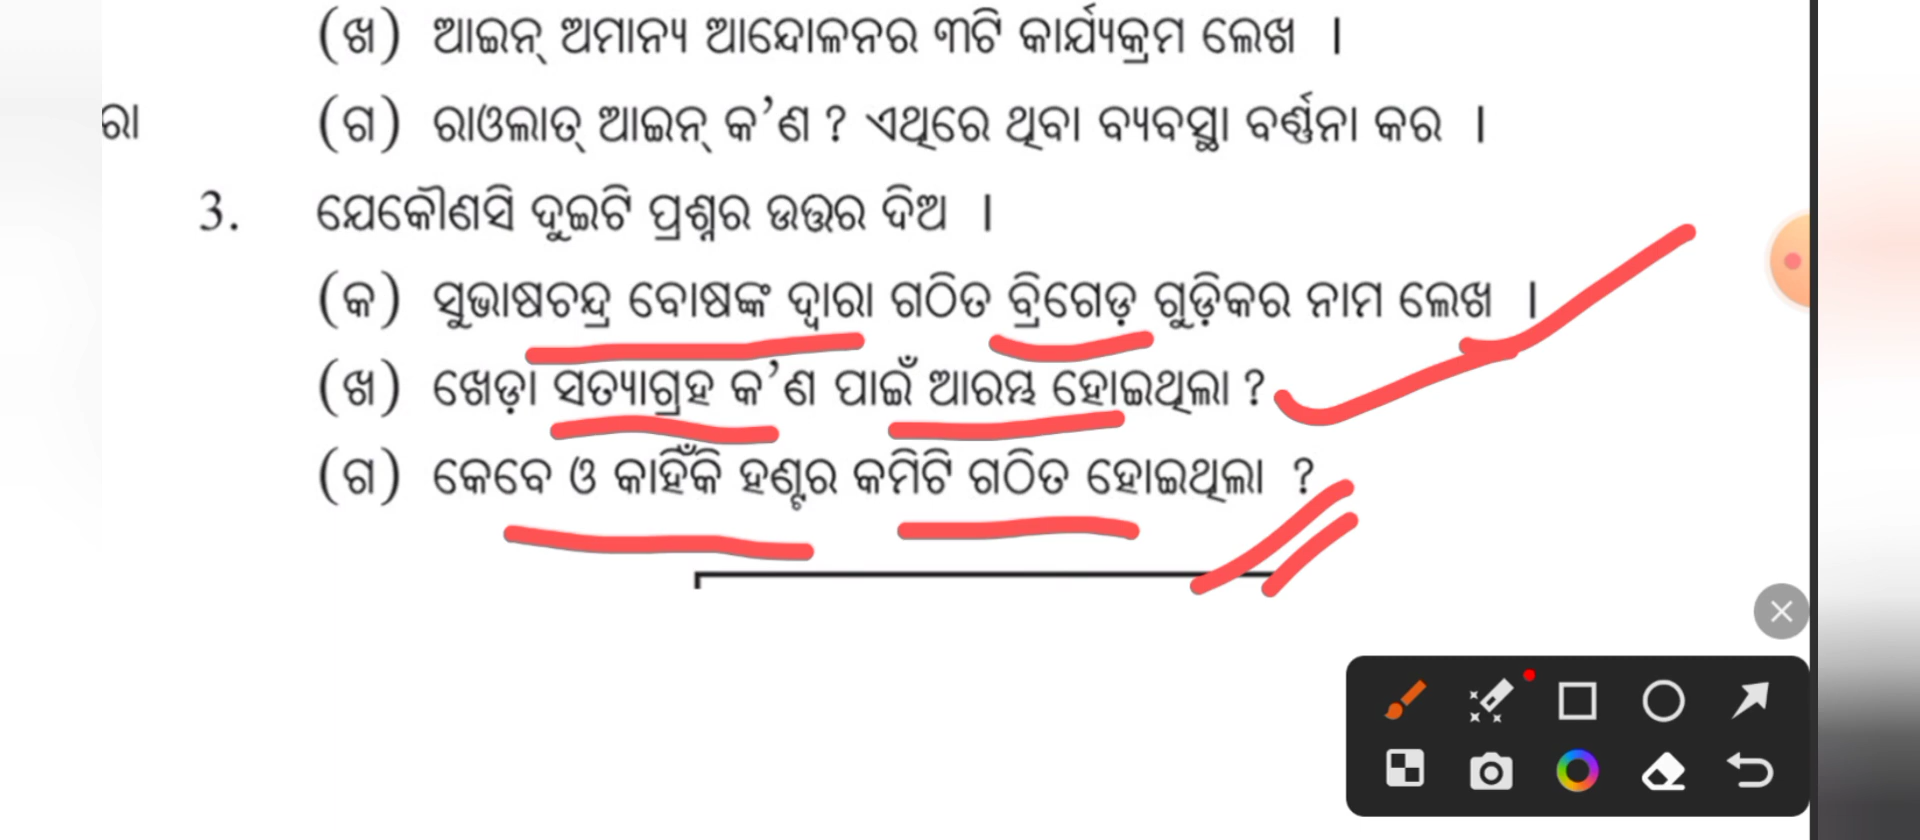 (ଖ) ଆଇନ୍ ଅମାନ୍ୟ ଆନ୍ଦୋଳନର ୩ଟି କାର୍ଯ୍ୟକ୍ରମ ଲେଖ ।
ରା (ଗ) ରାଓଲାଟ୍ ଆଇନ୍ କ’ଣ ? ଏଥିରେ ଥିବା ବ୍ୟବସ୍ଥା ବର୍ଣ୍ଣନା କର ।
3. ଯେକୌଣସି ଦୁଇଟି ପ୍ରଶ୍ନର ଉତ୍ତର ଦିଅ ।
(କ) ସୁଭାଷଚନ୍ଦ୍ର ବୋଷଙ୍କ ଦ୍ୱାରା ଗଠିତ ବ୍ରିଗେଡ଼ ଗୁଡ଼ିକର ନାମ ଲେଖ ।
(ଖ) ଖେଡ଼ା ସତ୍ୟାଗ୍ରହ କ’ଣ ପାଇଁ ଆରମ୍ଭ ହୋଇଥିଲା ?
(ଗ) କେବେ ଓ କାହିଁକି ହଣ୍ଟର କମିଟି ଗଠିତ ହୋଇଥିଲା ?